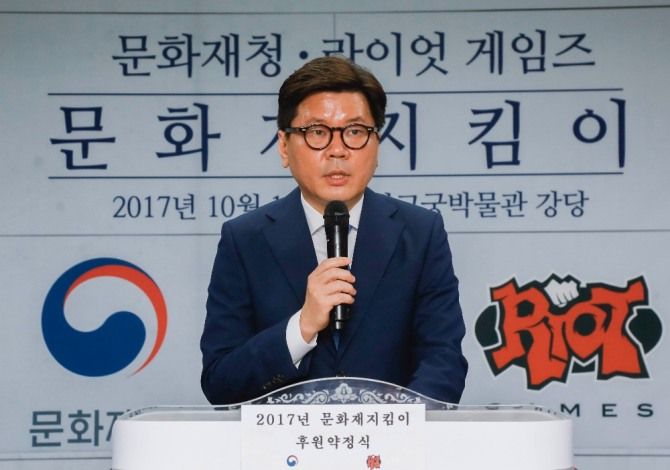 문화재청·라이엇 게임즈
문화 지킴이
2017년 10월 박물관 강당
RIOT
문화
2017년 문화재지킴이
후원약정식